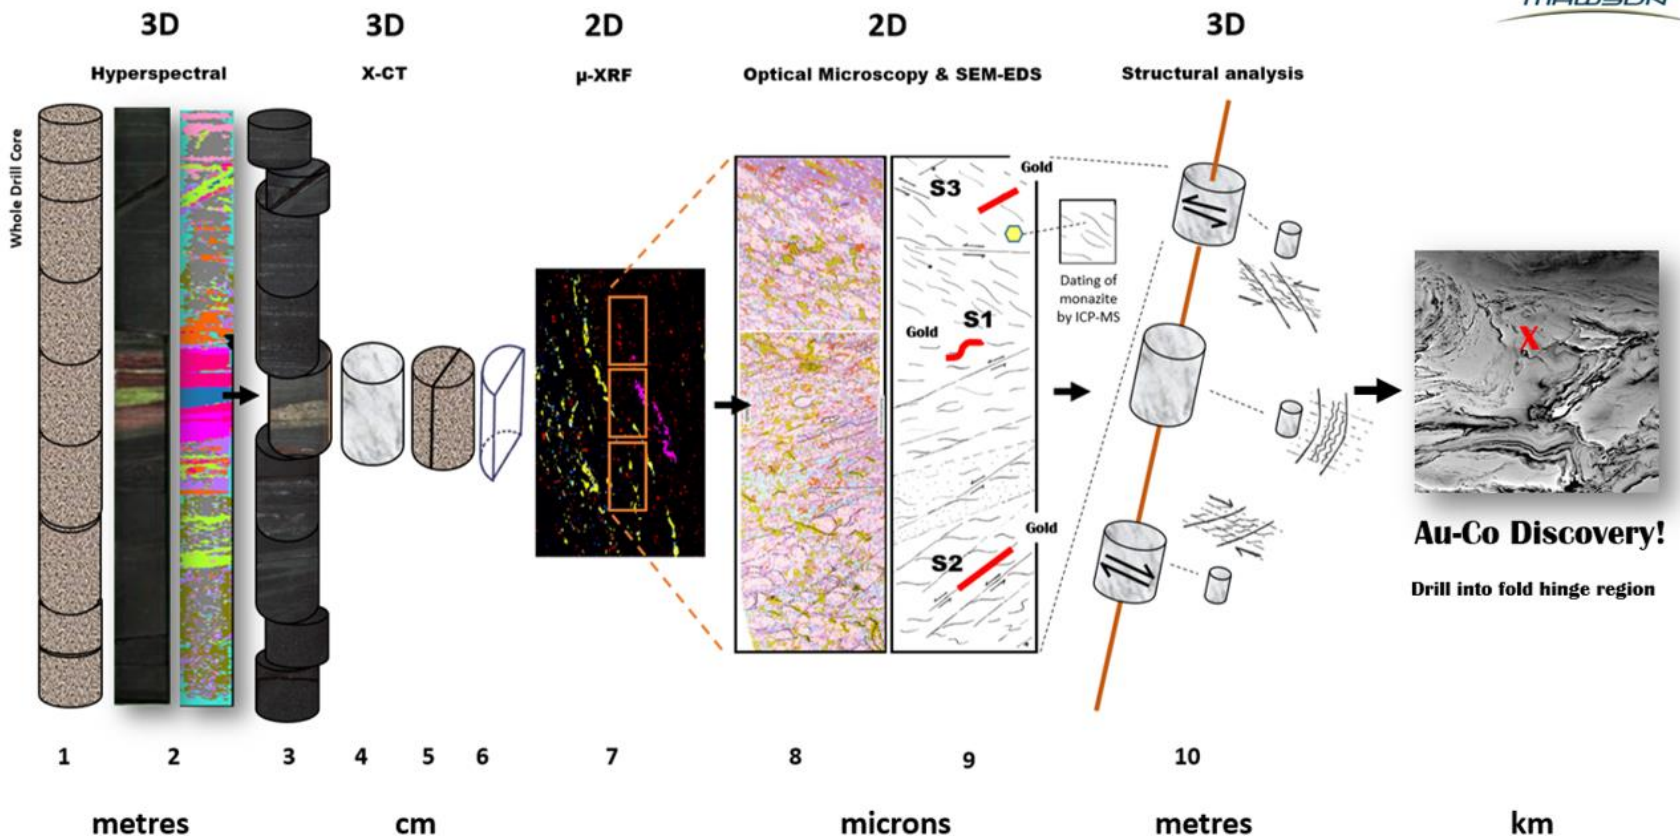 MAWSON
3D 3D 2D 2D 3D
Hyperspectral X-CT µ-XRF Optical Microscopy & SEM-EDS Structural analysis
Whole Drill Core
Gold
S3
Dating of
monazite
by ICP-MS
Gold S1
X
Gold
S2
Au-Co Discovery!
Drill into fold hinge region
1 2 3 4 5 6 7 8 9 10
metres cm microns metres km